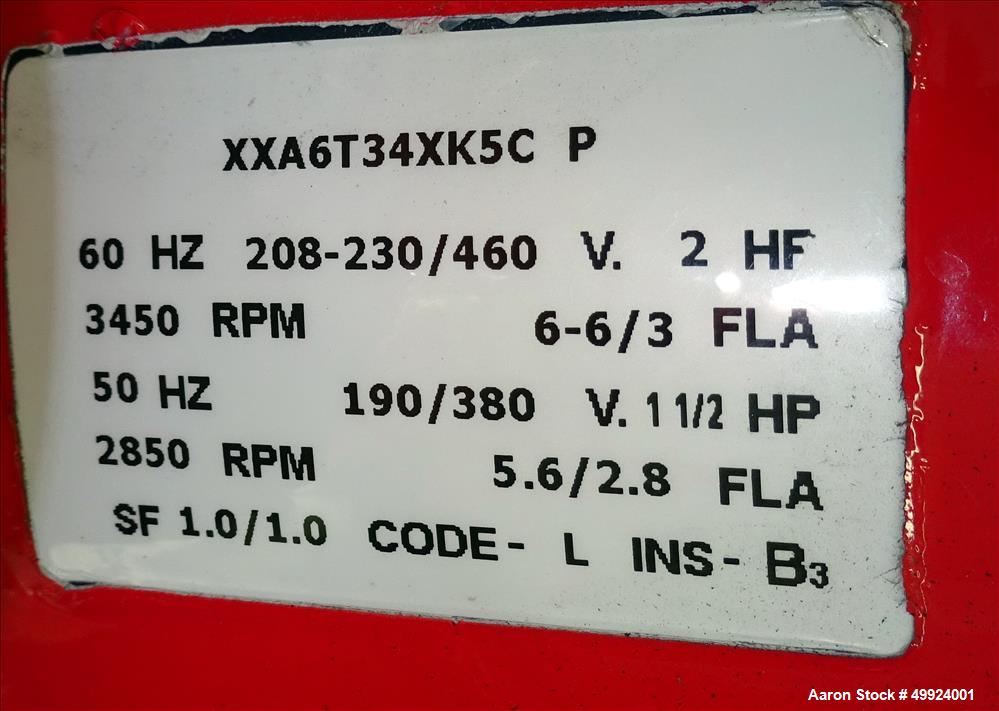 XXA6T34XK5C P
60 HZ 208-230/460 V. 2 HP
3450 RPM 6-6/3 FLA
50 HZ 190/380 V. 1 1/2 HP
2850 RPM 5.6/2.8 FLA
SF 1.0/1.0 CODE- L INS- B3
Aaron Stock # 49924001